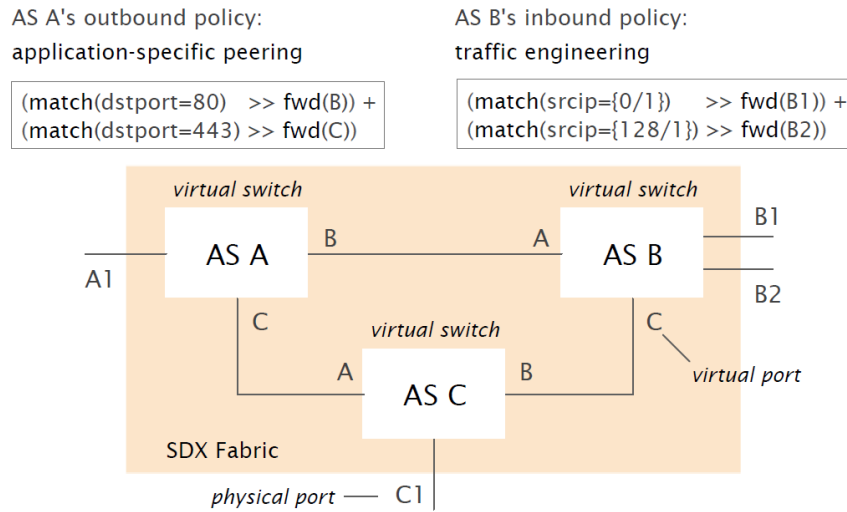 AS A's outbound policy:
application-specific peering
(match(dstport=80) >> fwd(B)) +
(match(dstport=443) >> fwd(C))
AS B's inbound policy:
traffic engineering
(match(srcip={0/1}) >> fwd(B1)) +
(match(srcip={128/1}) >> fwd(B2))
virtual switch
virtual switch
AS A
B
A
AS B
B1
A1
B2
C
virtual switch
C
virtual port
A
AS C
B
SDX Fabric
physical port
C1